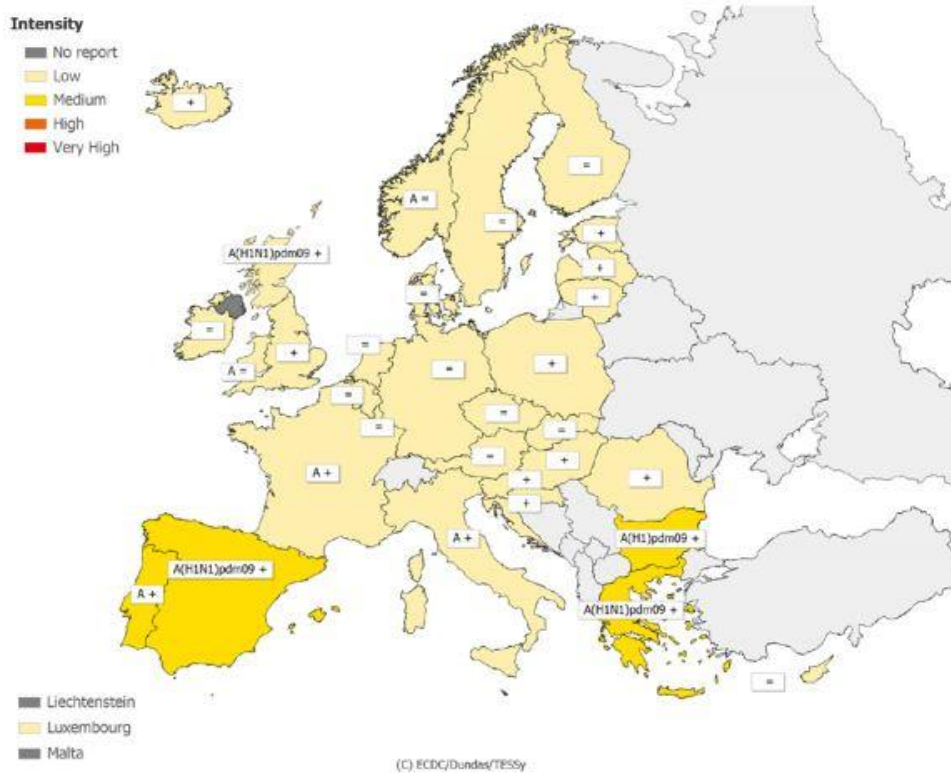 Intensity
No report
Low
Medium
High
Very High
+
=
A =
=
+
A(H1N1)pdm09 +
+
=
+
=
+
=
A =
=
+
=
=
=
=
=
+
A +
+
+
+
A(H1)pdm09 +
A +
A(H1N1)pdm09 +
A +
A(H1N1)pdm09 +
=
Liechtenstein
Luxembourg
Malta
(C) ECDC/Dundas/TESSy